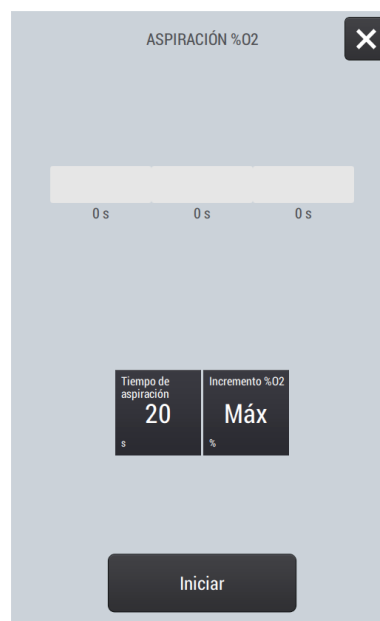 ASPIRACIÓN %O2
0 s
0 s
0 s
Tiempo de
aspiración
20
s
Incremento %O2
Máx
%
Iniciar